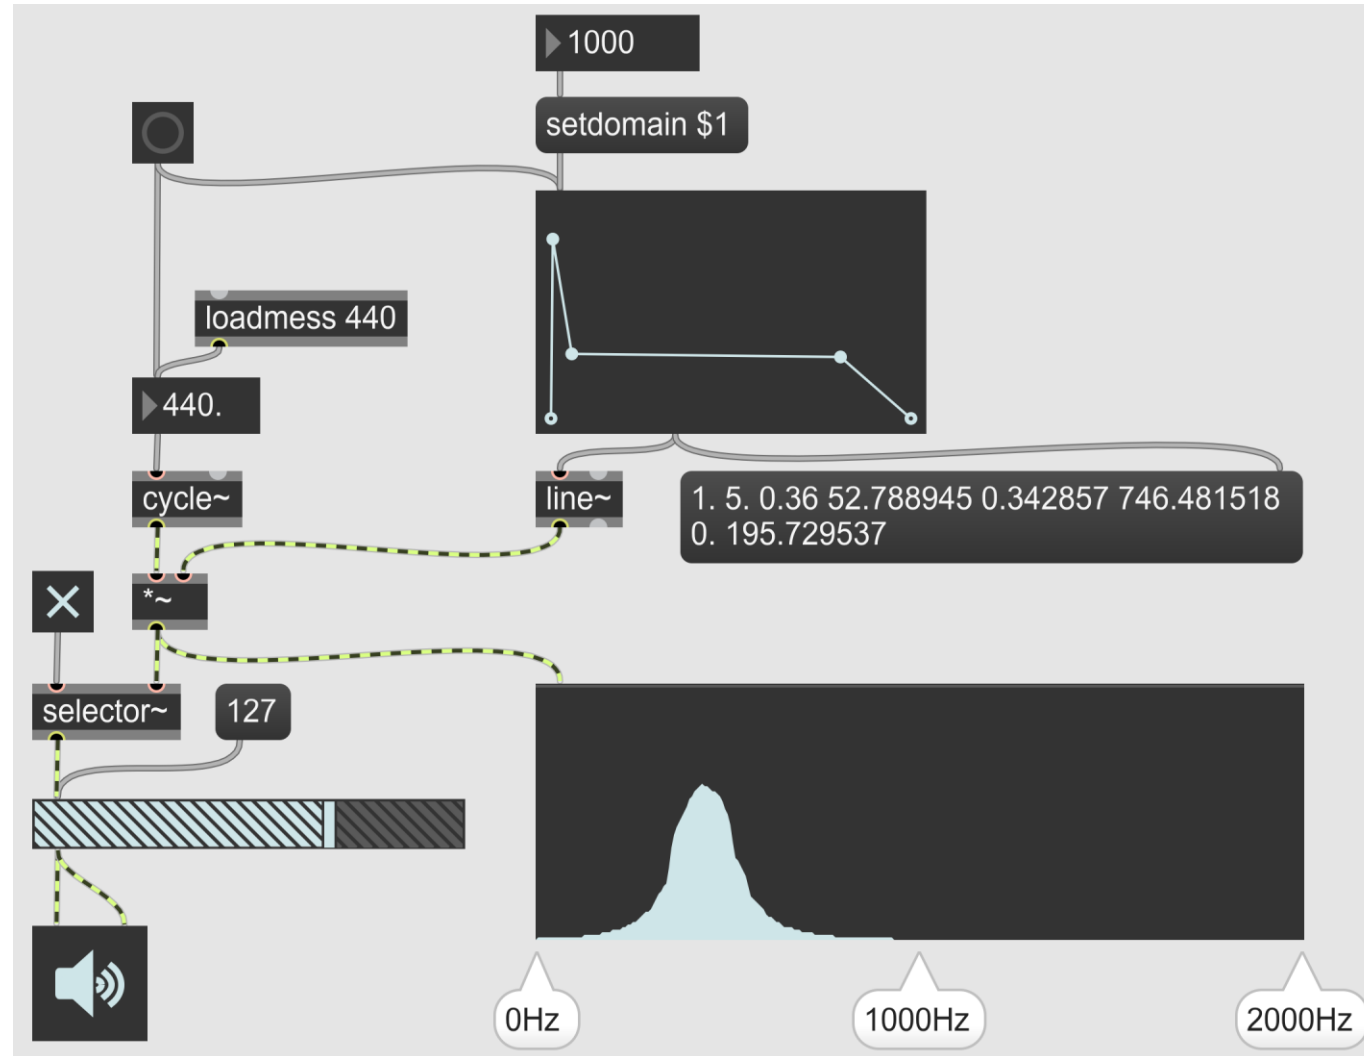 1000
setdomain $1
loadmess 440
440.
cycle~
line~
1. 5. 0.36 52.788945 0.342857 746.481518
0. 195.729537
*~
selector~
127
0Hz
1000Hz
2000Hz